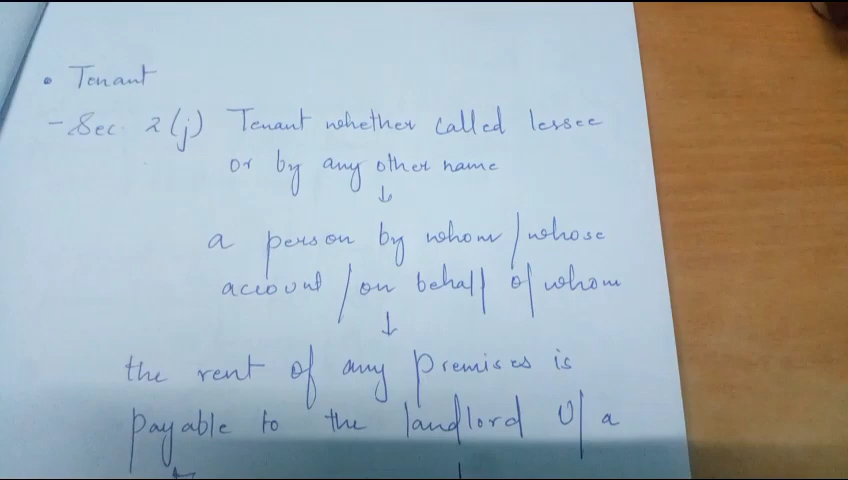 • Tenant
- Sec. 2(j) Tenant whether called lessee
or by any other name
↓
a person by whom / whose
account / on behalf of whom
↓
the rent of any premises is
payable to the landlord U/ a